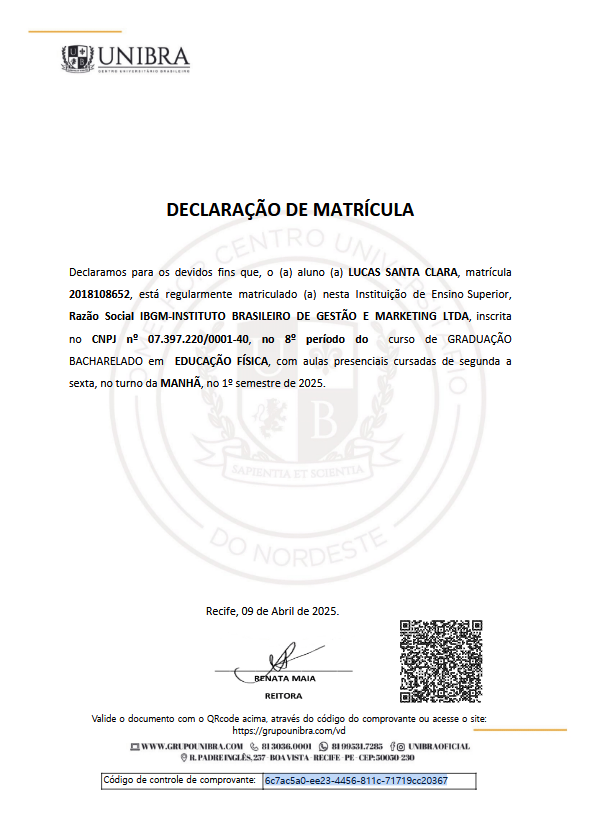 UNIBRA
CENTRO UNIVERSITÁRIO BRASILEIRO
DECLARAÇÃO DE MATRÍCULA
Declaramos para os devidos fins que, o (a) aluno (a) LUCAS SANTA CLARA, matrícula
2018108652, está regularmente matriculado (a) nesta Instituição de Ensino Superior,
Razão Social IBGM-INSTITUTO BRASILEIRO DE GESTÃO E MARKETING LTDA, inscrita
no CNPJ nº 07.397.220/0001-40, no 8º período do curso de GRADUAÇÃO
BACHARELADO em EDUCAÇÃO FÍSICA, com aulas presenciais cursadas de segunda a
sexta, no turno da MANHÃ, no 1º semestre de 2025.
B
SAPIENTIA ET SCIENTIA
DO NORDESTE
Recife, 09 de Abril de 2025.
RENATA MAIA
REITORA
Valide o documento com o QRcode acima, através do código do comprovante ou acesse o site:
https://grupounibra.com/vd
WWW.GRUPOUNIBRA.COM 81 3036.0001 81 99531.7285 UNIBRAOFICIAL
R. PADRE INGLÊS, 257 - BOA VISTA - RECIFE - PE - CEP: 50050-230
Código de controle de comprovante: 6c7ac5a0-ee23-4456-811c-71719cc20367